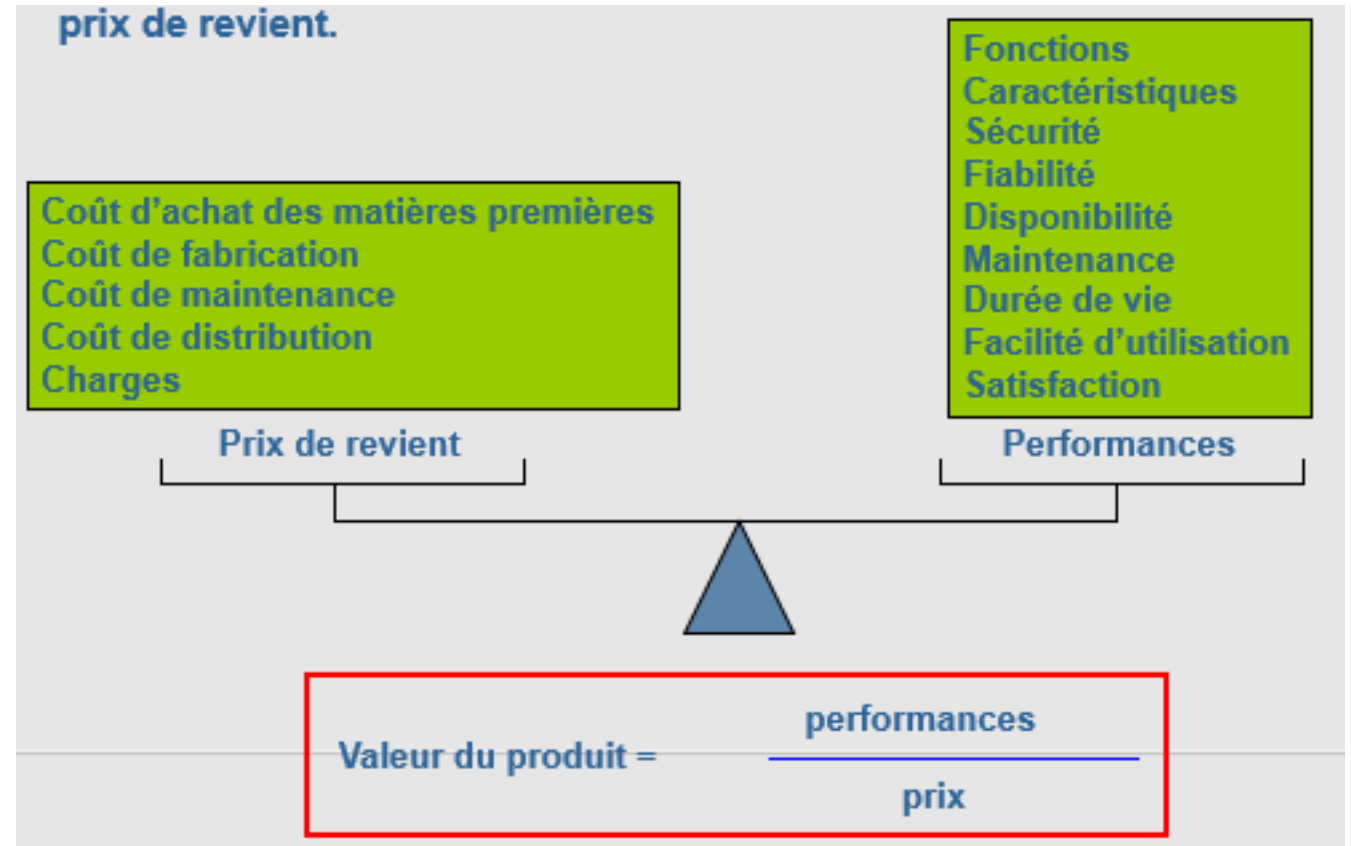 prix de revient.
Fonctions
Caractéristiques
Sécurité
Fiabilité
Disponibilité
Maintenance
Durée de vie
Facilité d'utilisation
Satisfaction
Performances
Coût d'achat des matières premières
Coût de fabrication
Coût de maintenance
Coût de distribution
Charges
Prix de revient
Valeur du produit =
performances
prix